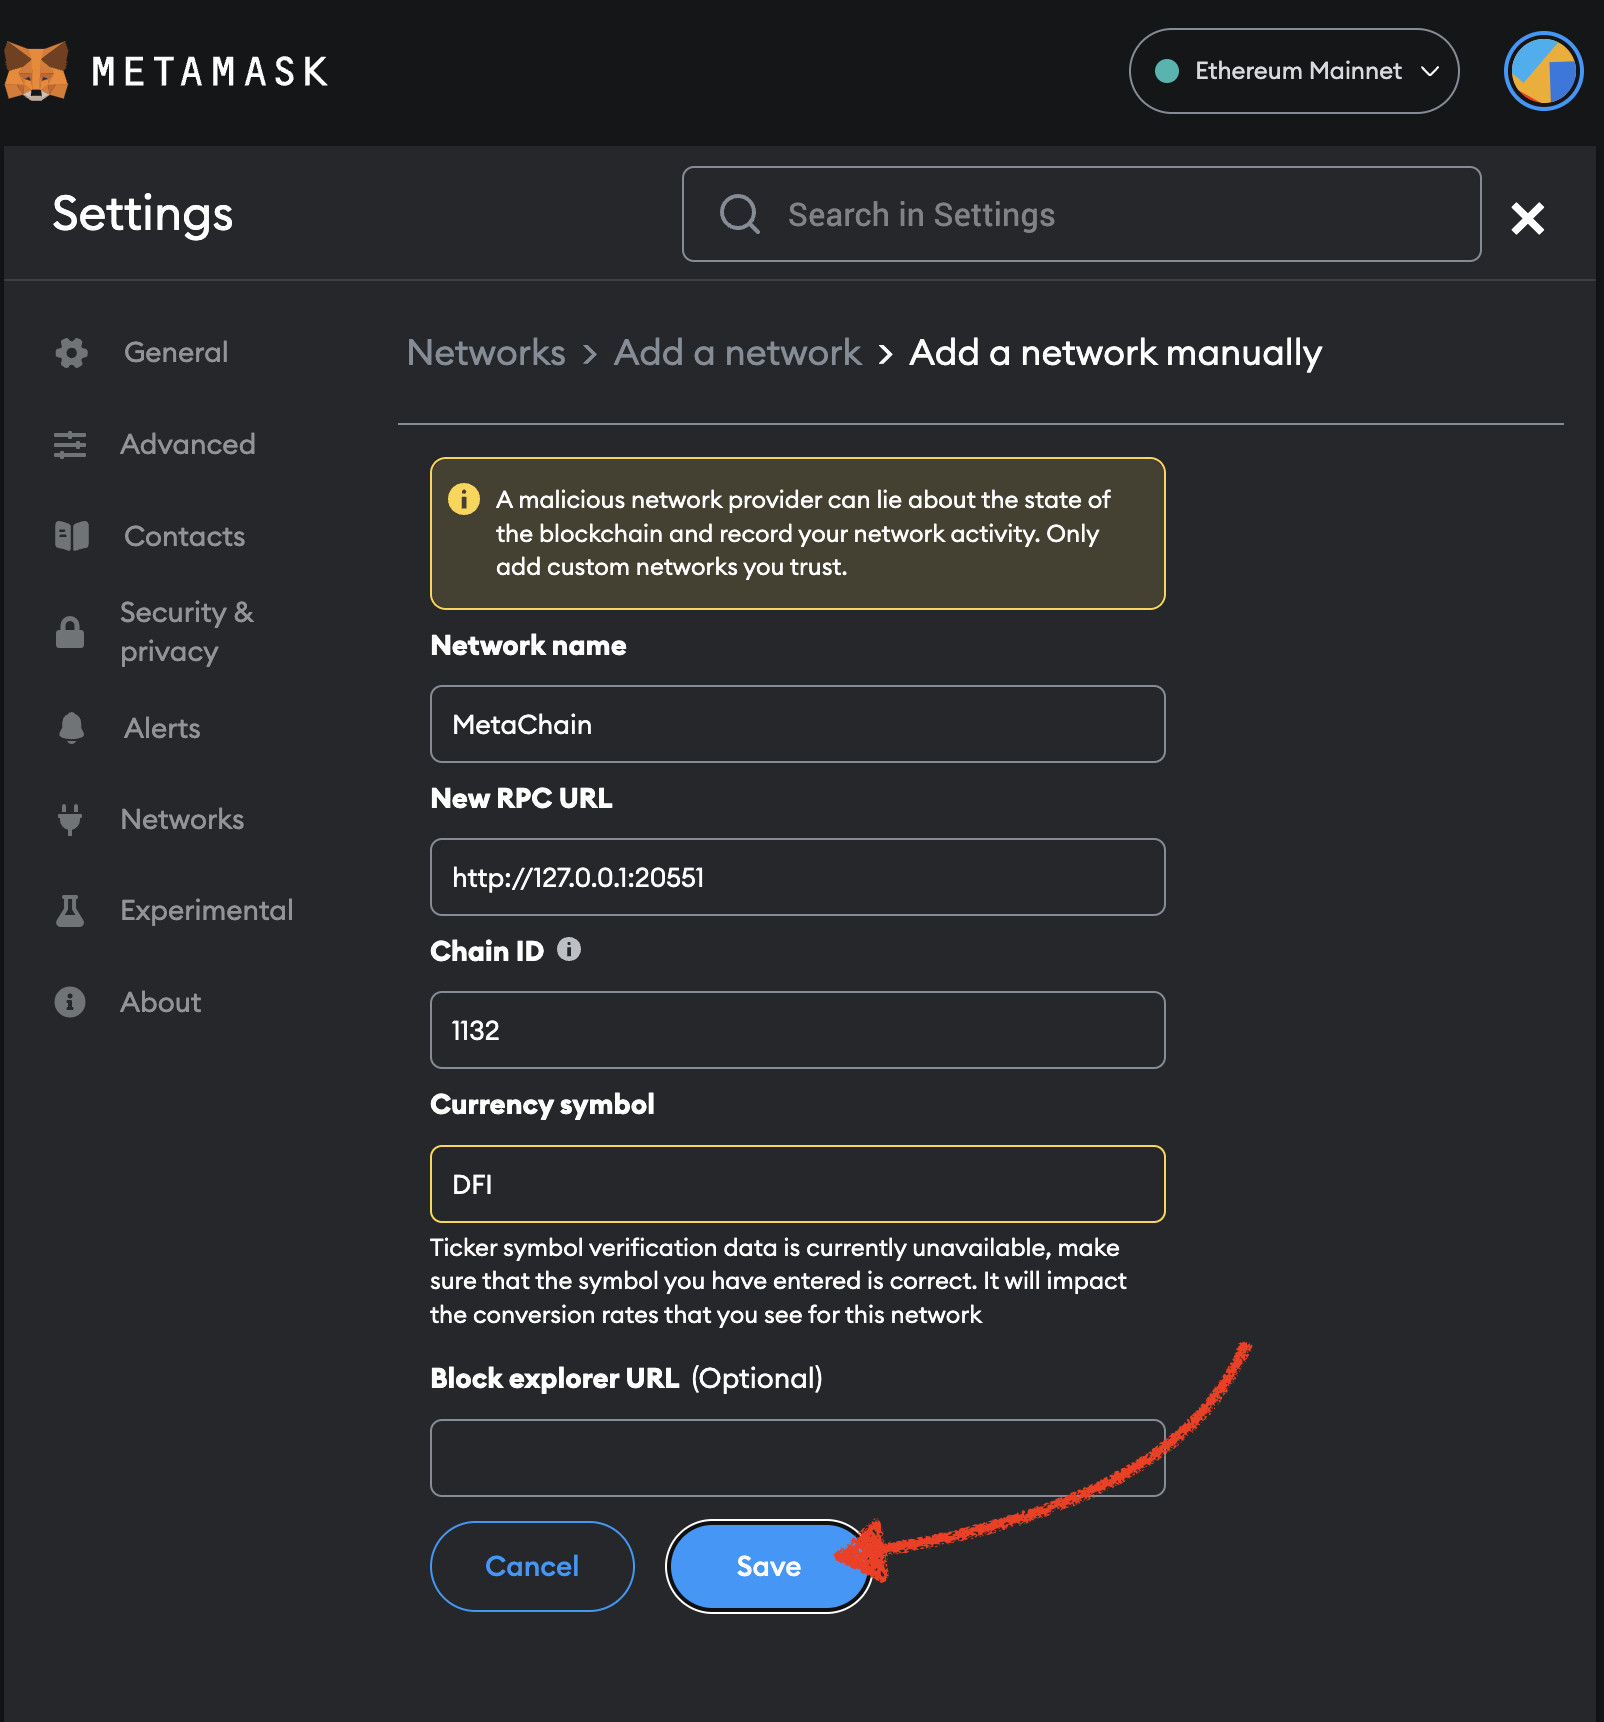 METAMASK
Ethereum Mainnet
Settings
Search in Settings
General
Advanced
Contacts
Security &
privacy
Alerts
Networks
Experimental
About
Networks > Add a network > Add a network manually
A malicious network provider can lie about the state of
the blockchain and record your network activity. Only
add custom networks you trust.
Network name
MetaChain
New RPC URL
http://127.0.0.1:20551
Chain ID
1132
Currency symbol
DFI
Ticker symbol verification data is currently unavailable, make
sure that the symbol you have entered is correct. It will impact
the conversion rates that you see for this network
Block explorer URL (Optional)
Cancel
Save